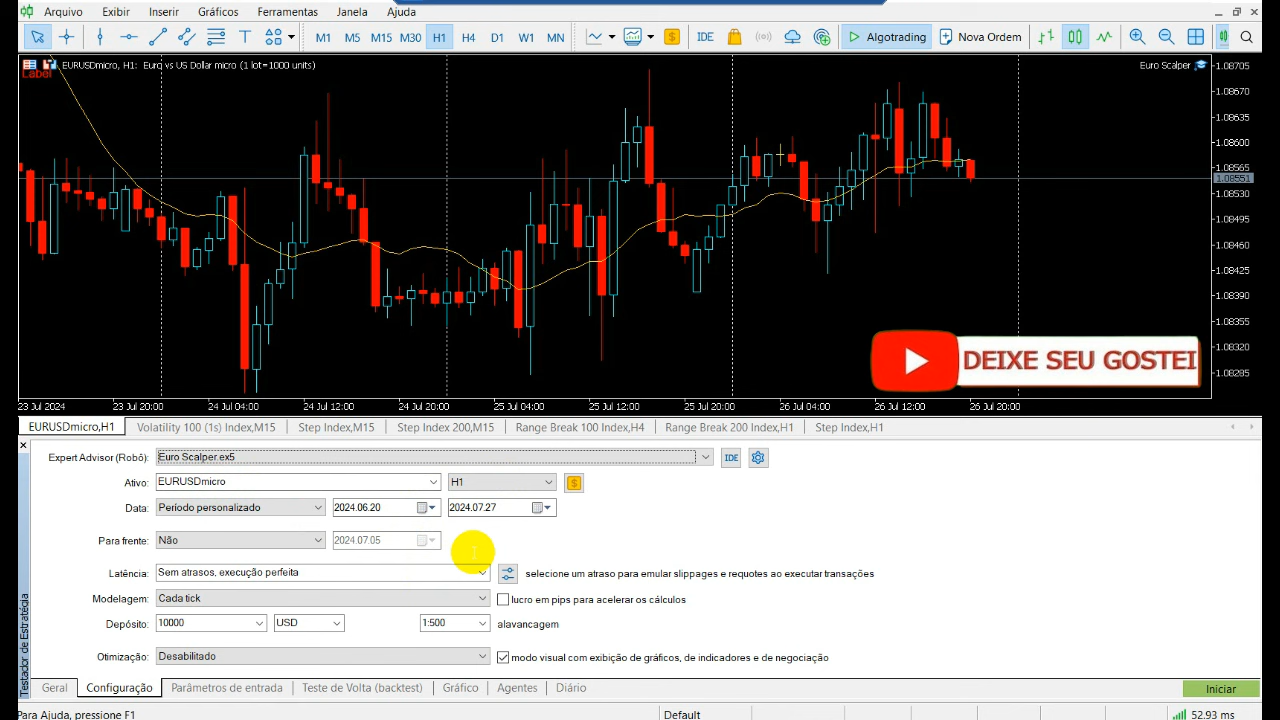 Arquivo Exibir Inserir Gráficos Ferramentas Janela Ajuda
M1 M5 M15 M30 H1 H4 D1 W1 MN IDE Algotrading Nova Ordem
EURUSDmicro, H1: Euro vs US Dollar micro (1 lot=1000 units)
Label
Euro Scalper
1.08705
1.08670
1.08635
1.08600
1.08565
1.08551
1.08530
1.08495
1.08460
1.08425
1.08390
1.08355
1.08320
1.08285
DEIXE SEU GOSTEI
23 Jul 2024 23 Jul 20:00 24 Jul 04:00 24 Jul 12:00 24 Jul 20:00 25 Jul 04:00 25 Jul 12:00 25 Jul 20:00 26 Jul 04:00 26 Jul 12:00 26 Jul 20:00
EURUSDmicro,H1 Volatility 100 (1s) Index,M15 Step Index,M15 Step Index 200,M15 Range Break 100 Index,H4 Range Break 200 Index,H1 Step Index,H1
Expert Advisor (Robô): Euro Scalper.ex5 IDE
Ativo: EURUSDmicro H1
Data: Período personalizado 2024.06.20 2024.07.27
Para frente: Não 2024.07.05
Latência: Sem atrasos, execução perfeita selecione um atraso para emular slippages e requotes ao executar transações
Modelagem: Cada tick lucro em pips para acelerar os cálculos
Depósito: 10000 USD 1:500 alavancagem
Otimização: Desabilitado modo visual com exibição de gráficos, de indicadores e de negociação
Testador de Estratégia
Geral Configuração Parâmetros de entrada Teste de Volta (backtest) Gráfico Agentes Diário Iniciar
Para Ajuda, pressione F1 Default 52.93 ms